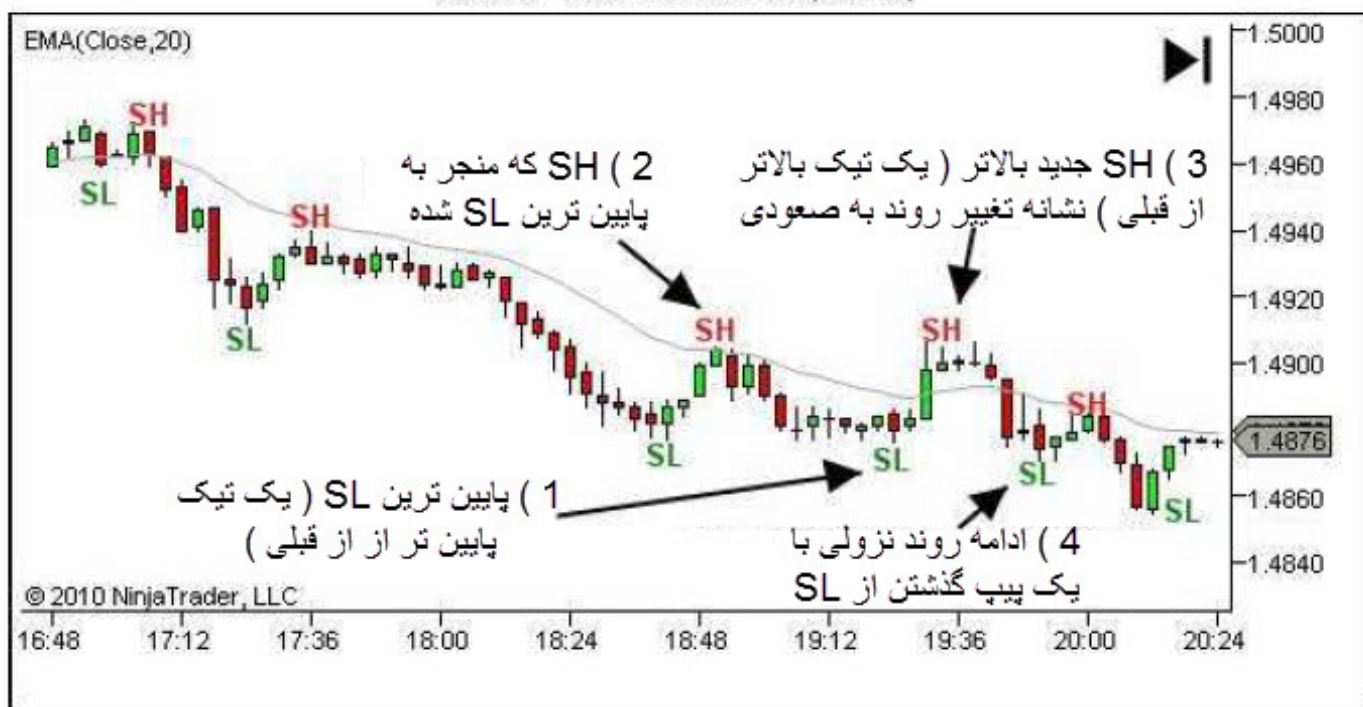 EMA(Close,20)
1.5000
1.4980
1.4960
1.4940
1.4920
1.4900
1.4876
1.4860
1.4840
SH
SL
SH
SL
2 ) SH که منجر به
پایین ترین SL شده
3 ) SH جدید بالاتر ( یک تیک بالاتر
از قبلی ) نشانه تغییر روند به صعودی
SH
SL
SH
SL
SH
SL
SL
1 ) پایین ترین SL ( یک تیک
پایین تر از از قبلی )
4 ) ادامه روند نزولی با
یک پیپ گذشتن از SL
© 2010 NinjaTrader, LLC
16:48 17:12 17:36 18:00 18:24 18:48 19:12 19:36 20:00 20:24